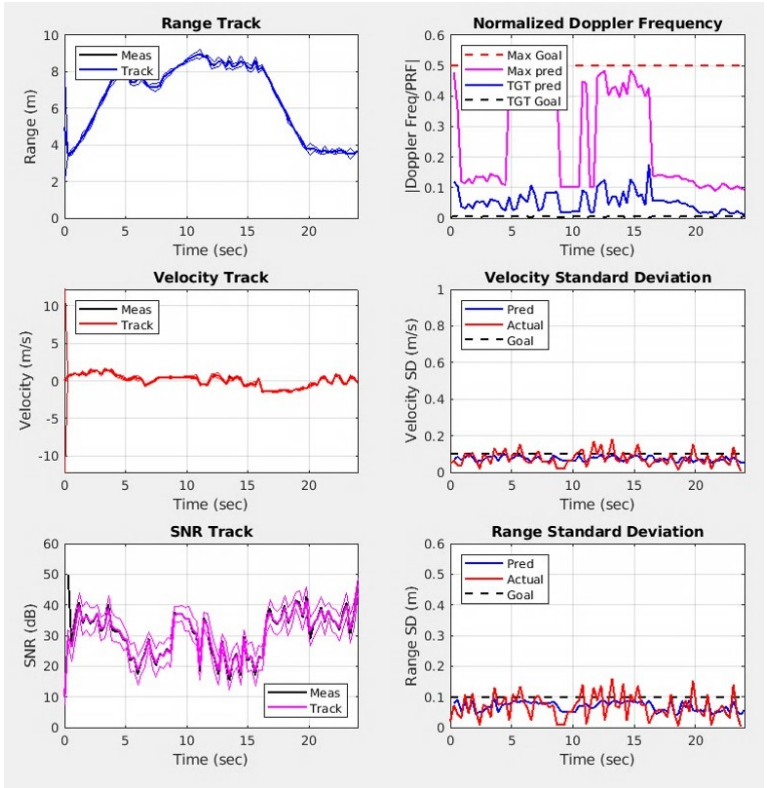 Range Track
10
8
6
4
2
0
Range (m)
Meas
Track
0
5
10
15
20
Time (sec)
Normalized Doppler Frequency
0.6
0.5
0.4
0.3
0.2
0.1
0
|Doppler Freq/PRF|
Max Goal
Max pred
TGT pred
TGT Goal
0
5
10
15
20
Time (sec)
Velocity Track
10
5
0
-5
-10
Velocity (m/s)
Meas
Track
0
5
10
15
20
Time (sec)
Velocity Standard Deviation
1
0.8
0.6
0.4
0.2
0
Velocity SD (m/s)
Pred
Actual
Goal
0
5
10
15
20
Time (sec)
SNR Track
60
50
40
30
20
10
0
SNR (dB)
Meas
Track
0
5
10
15
20
Time (sec)
Range Standard Deviation
0.6
0.5
0.4
0.3
0.2
0.1
0
Range SD (m)
Pred
Actual
Goal
0
5
10
15
20
Time (sec)